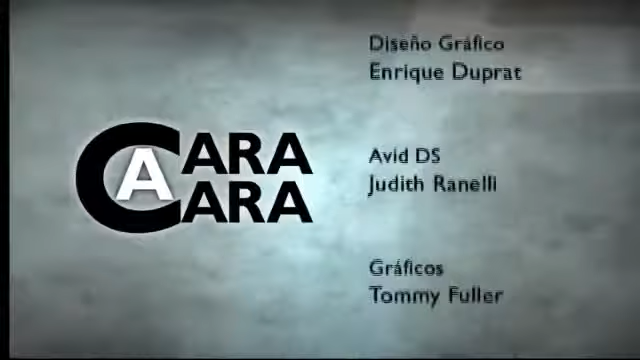 CARA
A
CARA
Diseño Gráfico
Enrique Duprat
Avid DS
Judith Ranelli
Gráficos
Tommy Fuller